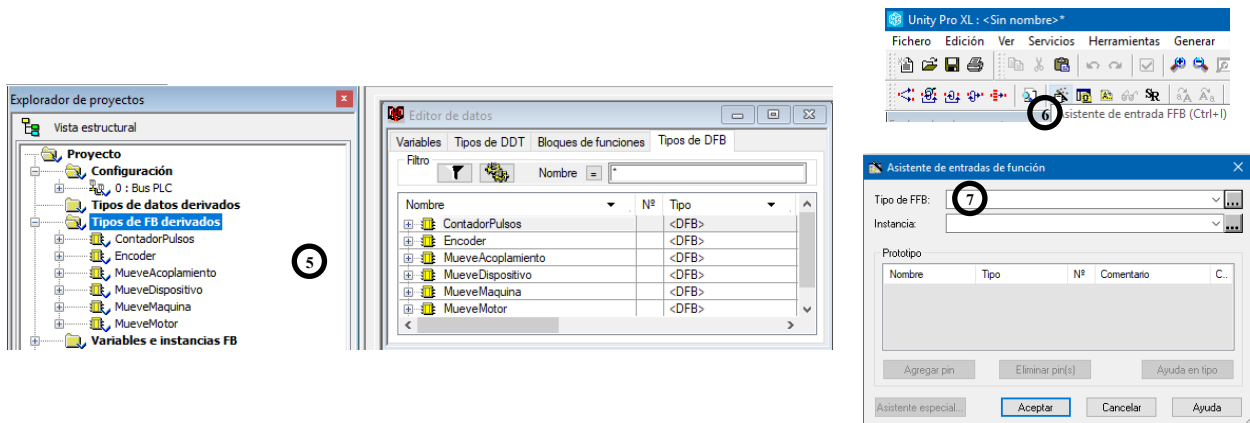 Explorador de proyectos
Vista estructural
Proyecto
Configuración
0 : Bus PLC
Tipos de datos derivados
Tipos de FB derivados
ContadorPulsos
Encoder
MueveAcoplamiento
MueveDispositivo
MueveMaquina
MueveMotor
Variables e instancias FB
5
Editor de datos
Variables Tipos de DDT Bloques de funciones Tipos de DFB
Filtro
Nombre = *
Nombre Nº Tipo
ContadorPulsos <DFB>
Encoder <DFB>
MueveAcoplamiento <DFB>
MueveDispositivo <DFB>
MueveMaquina <DFB>
MueveMotor <DFB>
Unity Pro XL : <Sin nombre>*
Fichero Edición Ver Servicios Herramientas Generar
SR
6 Asistente de entrada FFB (Ctrl+I)
Asistente de entradas de función
Tipo de FFB: 7 ...
Instancia: ...
Prototipo
Nombre Tipo Nº Comentario C..
Agregar pin Eliminar pin(s) Ayuda en tipo
Asistente especial... Aceptar Cancelar Ayuda